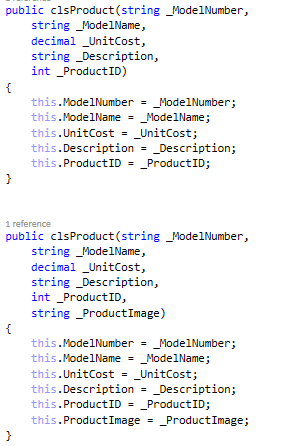 public clsProduct(string _ModelNumber,
    string _ModelName,
    decimal _UnitCost,
    string _Description,
    int _ProductID)
{
    this.ModelNumber = _ModelNumber;
    this.ModelName = _ModelName;
    this.UnitCost = _UnitCost;
    this.Description = _Description;
    this.ProductID = _ProductID;
}
1 reference
public clsProduct(string _ModelNumber,
    string _ModelName,
    decimal _UnitCost,
    string _Description,
    int _ProductID,
    string _ProductImage)
{
    this.ModelNumber = _ModelNumber;
    this.ModelName = _ModelName;
    this.UnitCost = _UnitCost;
    this.Description = _Description;
    this.ProductID = _ProductID;
    this.ProductImage = _ProductImage;
}